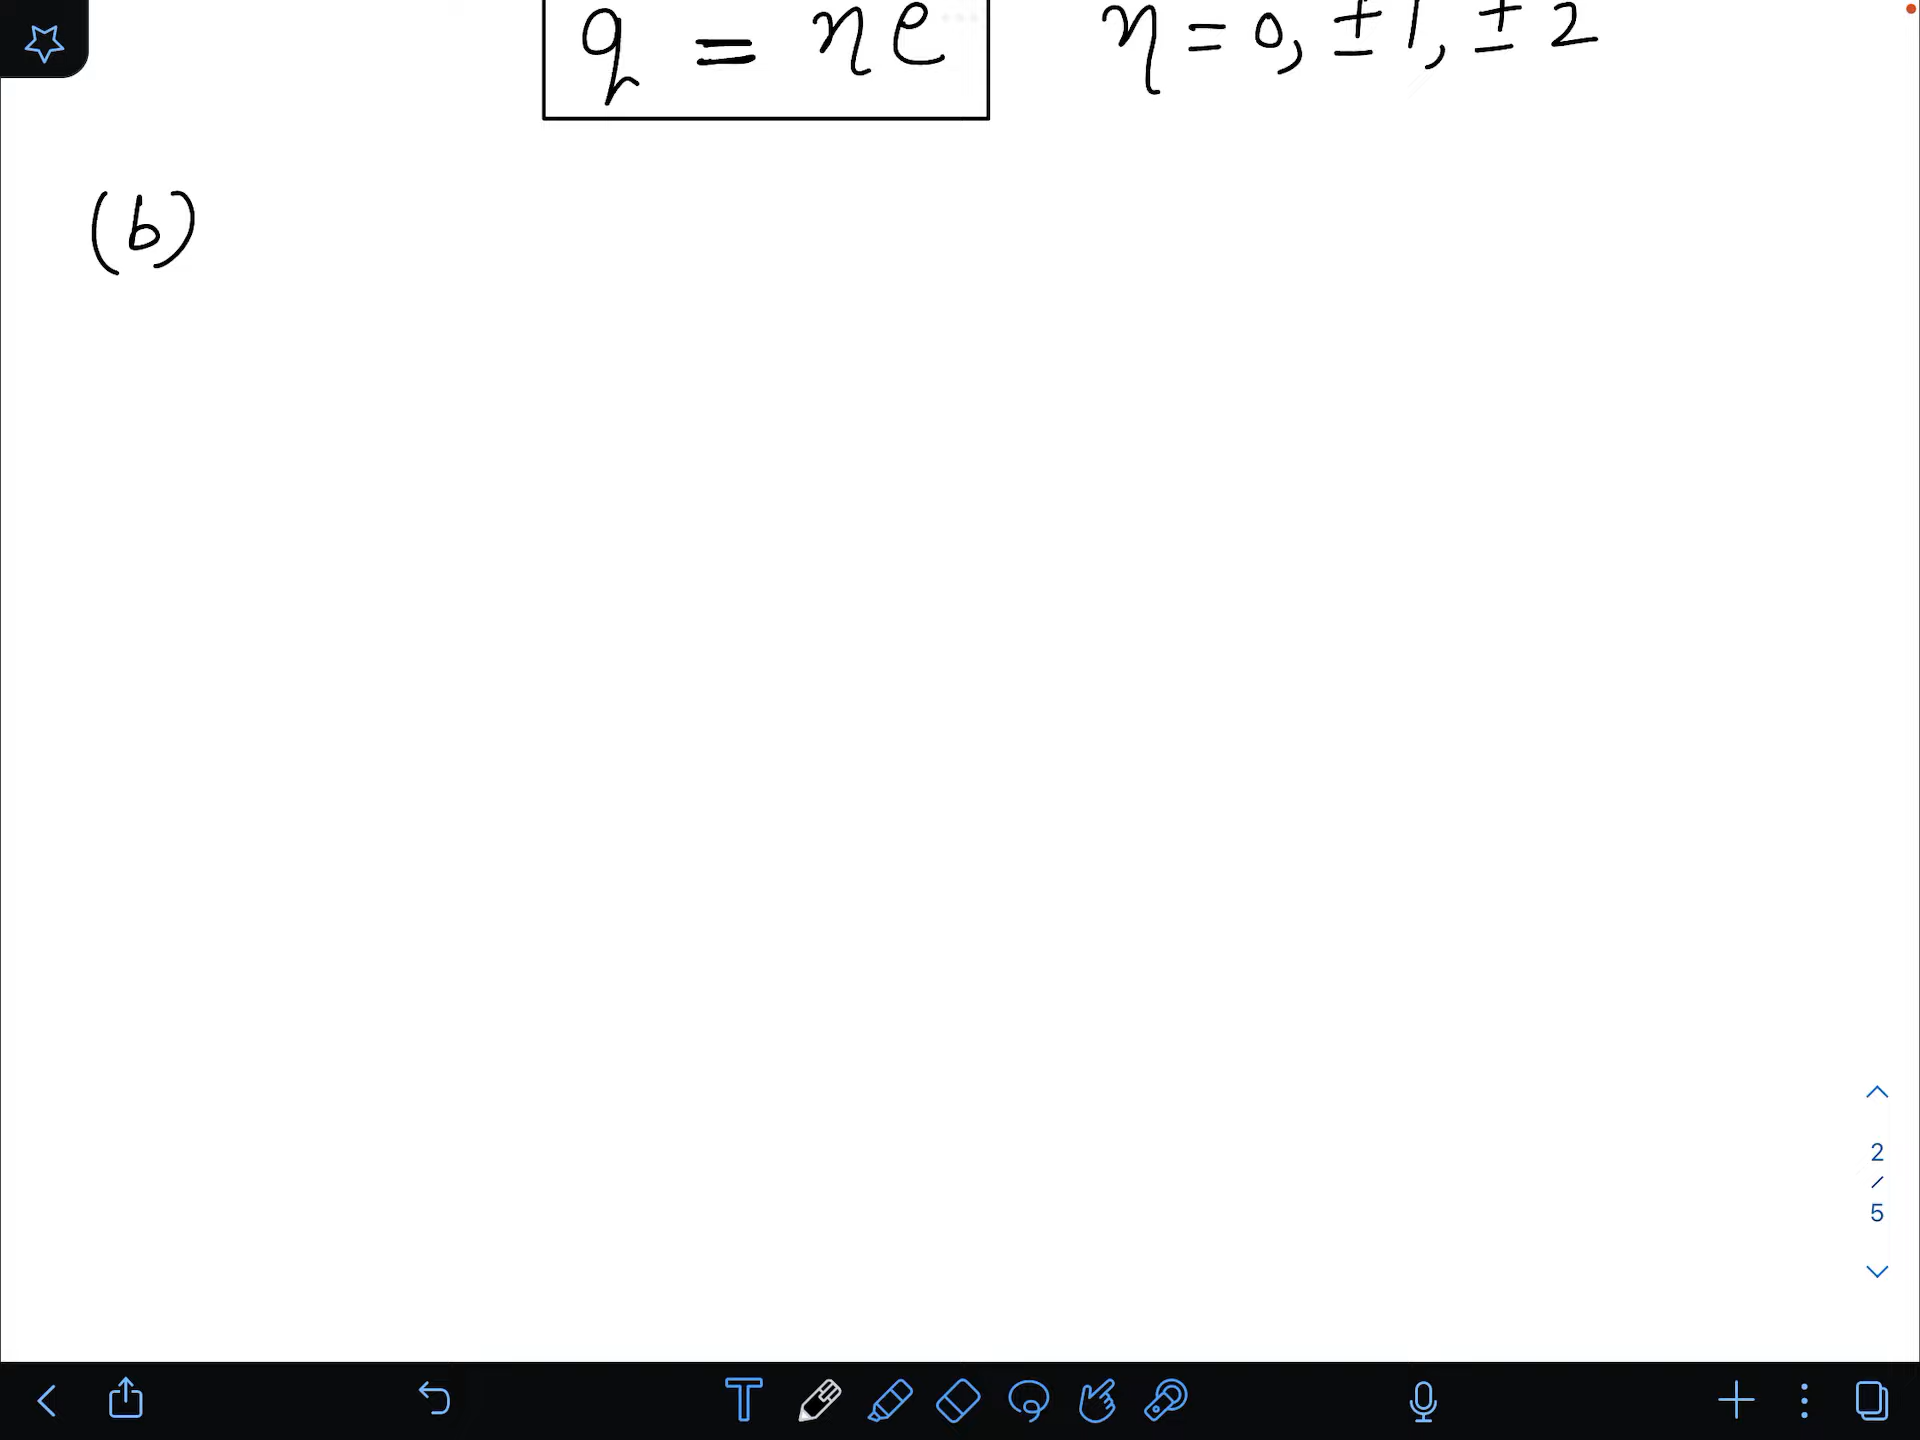 q = ne n = 0, ±1, ±2
(b)
2
/
5
T